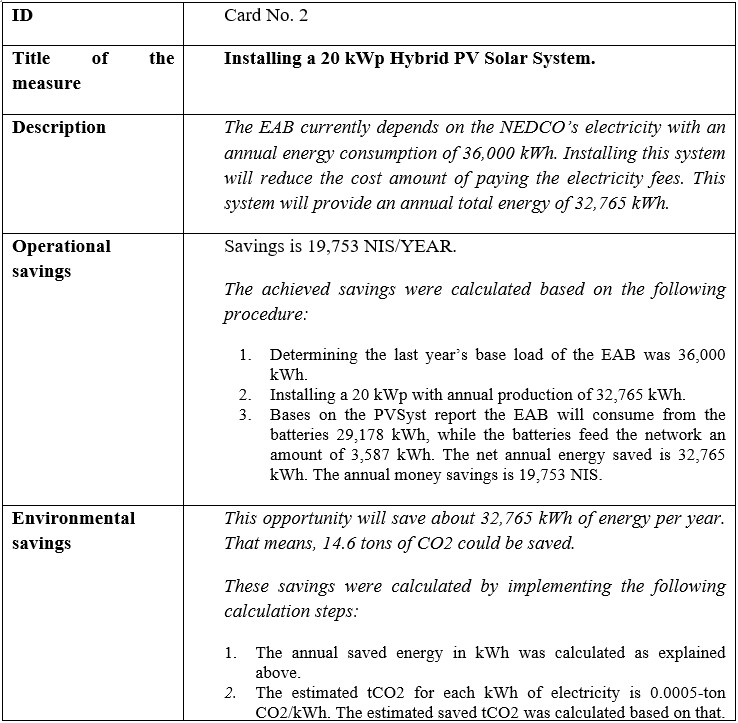 ID
Card No. 2
Title of the
measure
Installing a 20 kWp Hybrid PV Solar System.
Description
The EAB currently depends on the NEDCO's electricity with an
annual energy consumption of 36,000 kWh. Installing this system
will reduce the cost amount of paying the electricity fees. This
system will provide an annual total energy of 32,765 kWh.
Operational
savings
Savings is 19,753 NIS/YEAR.
The achieved savings were calculated based on the following
procedure:
1. Determining the last year's base load of the EAB was 36,000
kWh.
2. Installing a 20 kWp with annual production of 32,765 kWh.
3. Bases on the PVSyst report the EAB will consume from the
batteries 29,178 kWh, while the batteries feed the network an
amount of 3,587 kWh. The net annual energy saved is 32,765
kWh. The annual money savings is 19,753 NIS.
Environmental
savings
This opportunity will save about 32,765 kWh of energy per year.
That means, 14.6 tons of CO2 could be saved.
These savings were calculated by implementing the following
calculation steps:
1. The annual saved energy in kWh was calculated as explained
above.
2. The estimated tCO2 for each kWh of electricity is 0.0005-ton
CO2/kWh. The estimated saved tCO2 was calculated based on that.